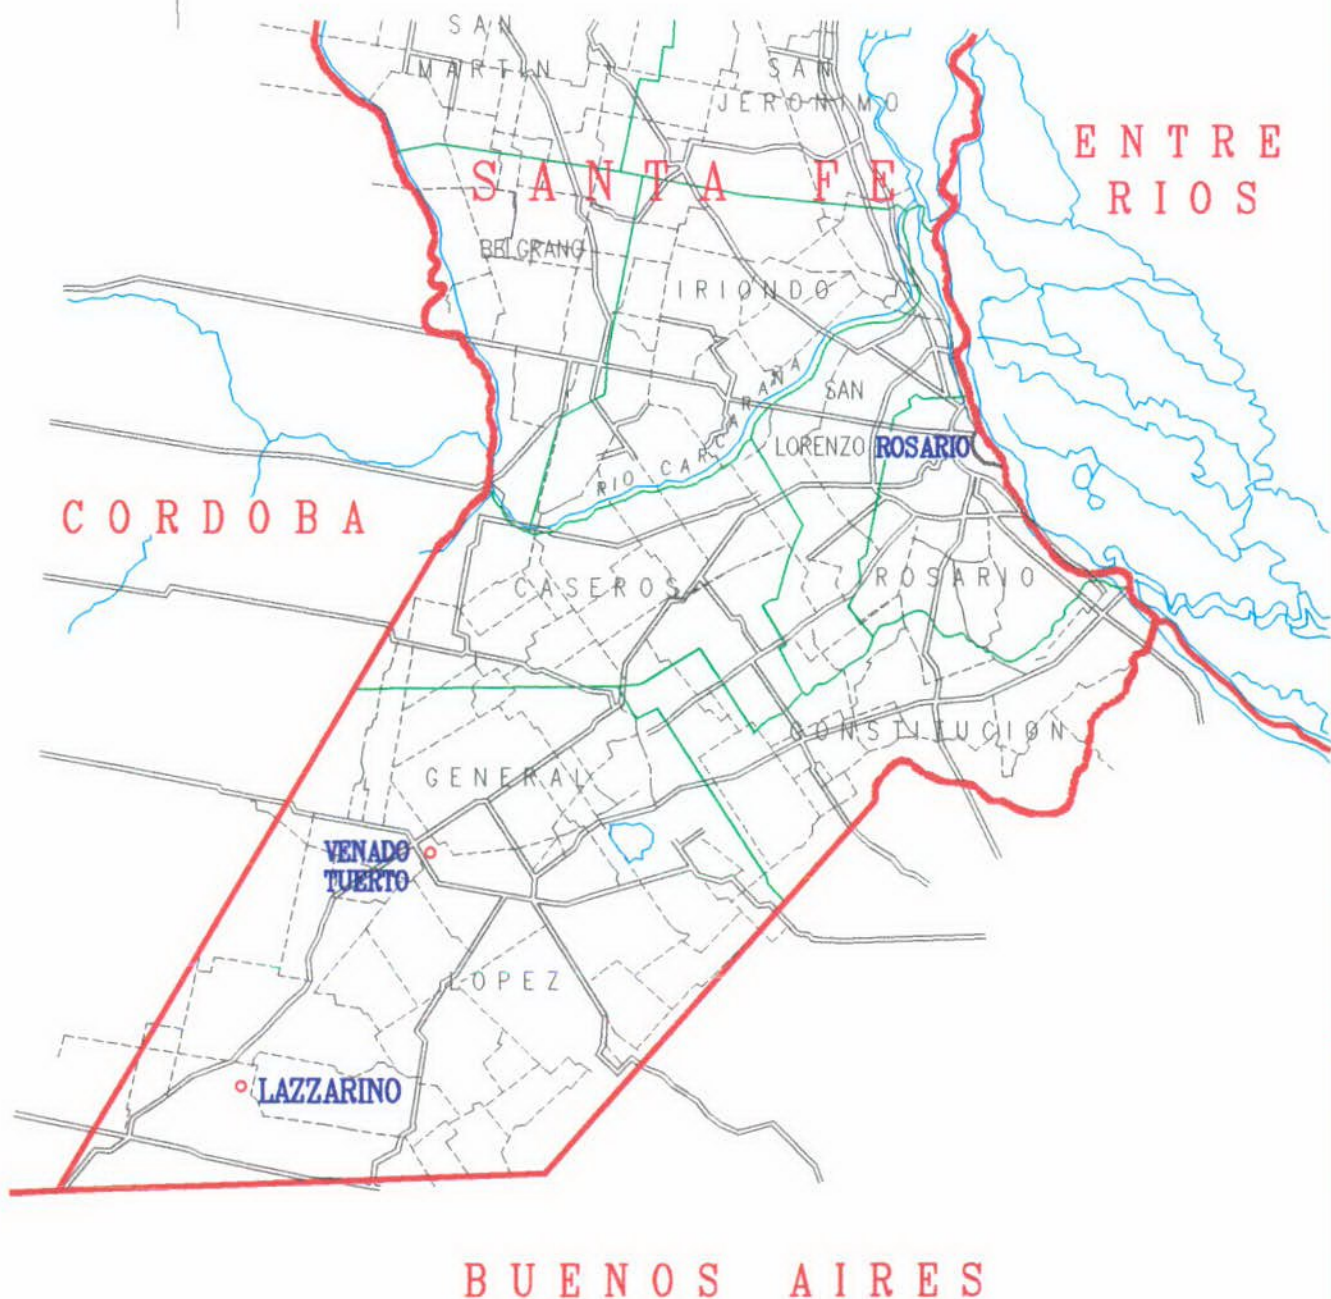 SAN
MARTIN
SAN
JERONIMO
ENTRE
RIOS
SANTA FE
BELGRANO
IRIONDO
RIO CARCARANA
SAN
LORENZO
ROSARIO
CORDOBA
CASEROS
ROSARIO
CONSTITUCION
GENERAL
VENADO
TUERTO
LOPEZ
LAZZARINO
BUENOS AIRES